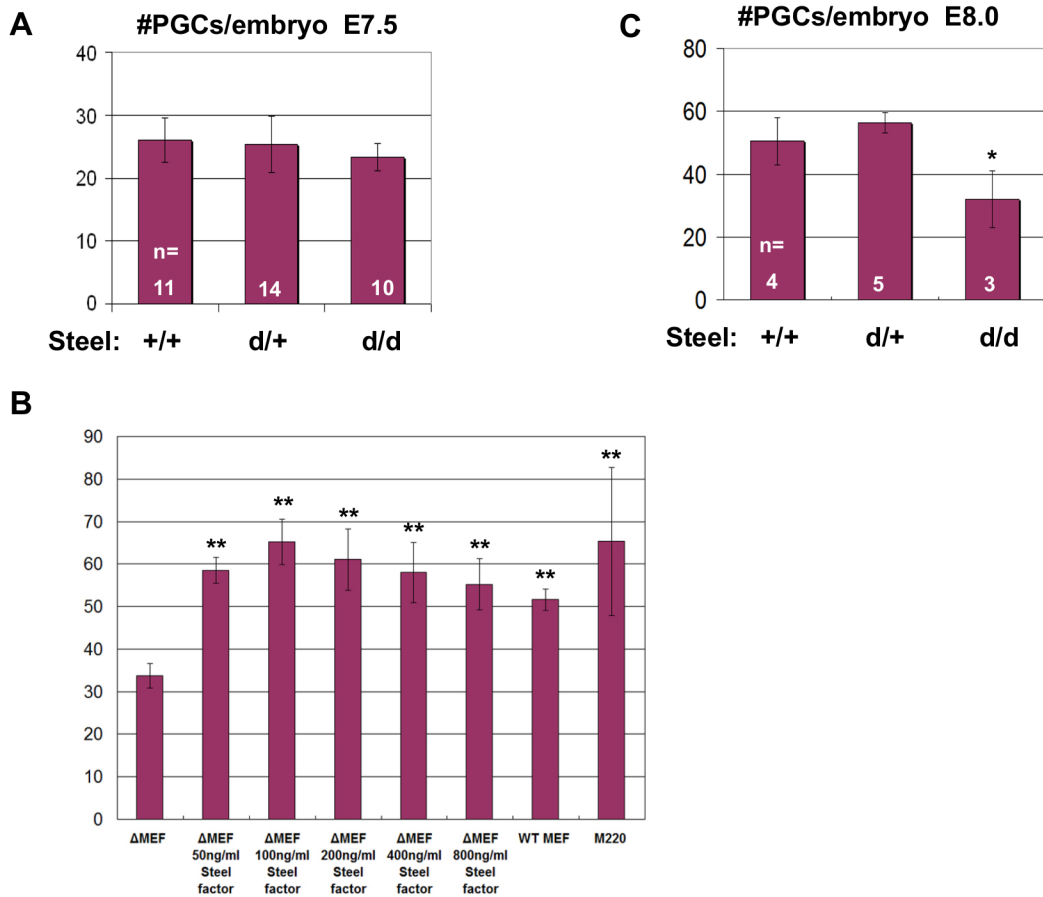 A
#PGCs/embryo E7.5
40
30
20
10
0
n=
11
14
10
Steel: +/+ d/+ d/d
C
#PGCs/embryo E8.0
80
60
40
60
0
n=
4
5
*
3
Steel: +/+ d/+ d/d
B
90
80
70
60
50
40
30
20
10
0
**
**
**
**
**
**
**
ΔMEF
ΔMEF
50ng/ml
Steel
factor
ΔMEF
100ng/ml
Steel
factor
ΔMEF
200ng/ml
Steel
factor
ΔMEF
400ng/ml
Steel
factor
ΔMEF
800ng/ml
Steel
factor
WT MEF
M220